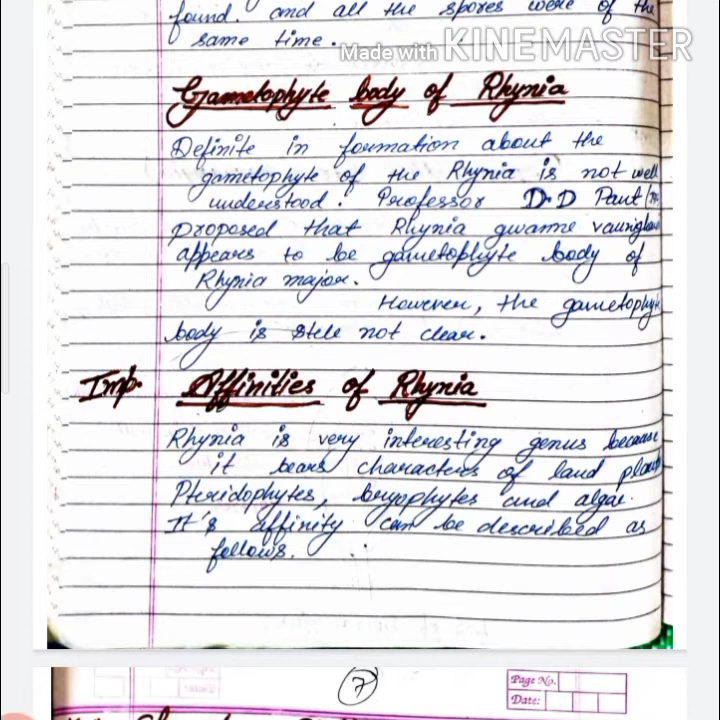 found. and all the spores were of the
same time.
Made with KINEMASTER
Gametophyte body of Rhynia
Definite in formation about the
gametophyte of the Rhynia is not well
understood. Professor D.D Pant
proposed that Rhynia gwanne
appears to be gametophyte body of
Rhynia major.
However, the gametophyte
body is still not clear.
Imp. Affinities of Rhynia
Rhynia is very interesting genus because
it bears characters of land plants
Pteridophytes, bryophytes and algae.
It's affinity can be described as
follows.
7
Page No.
Date: